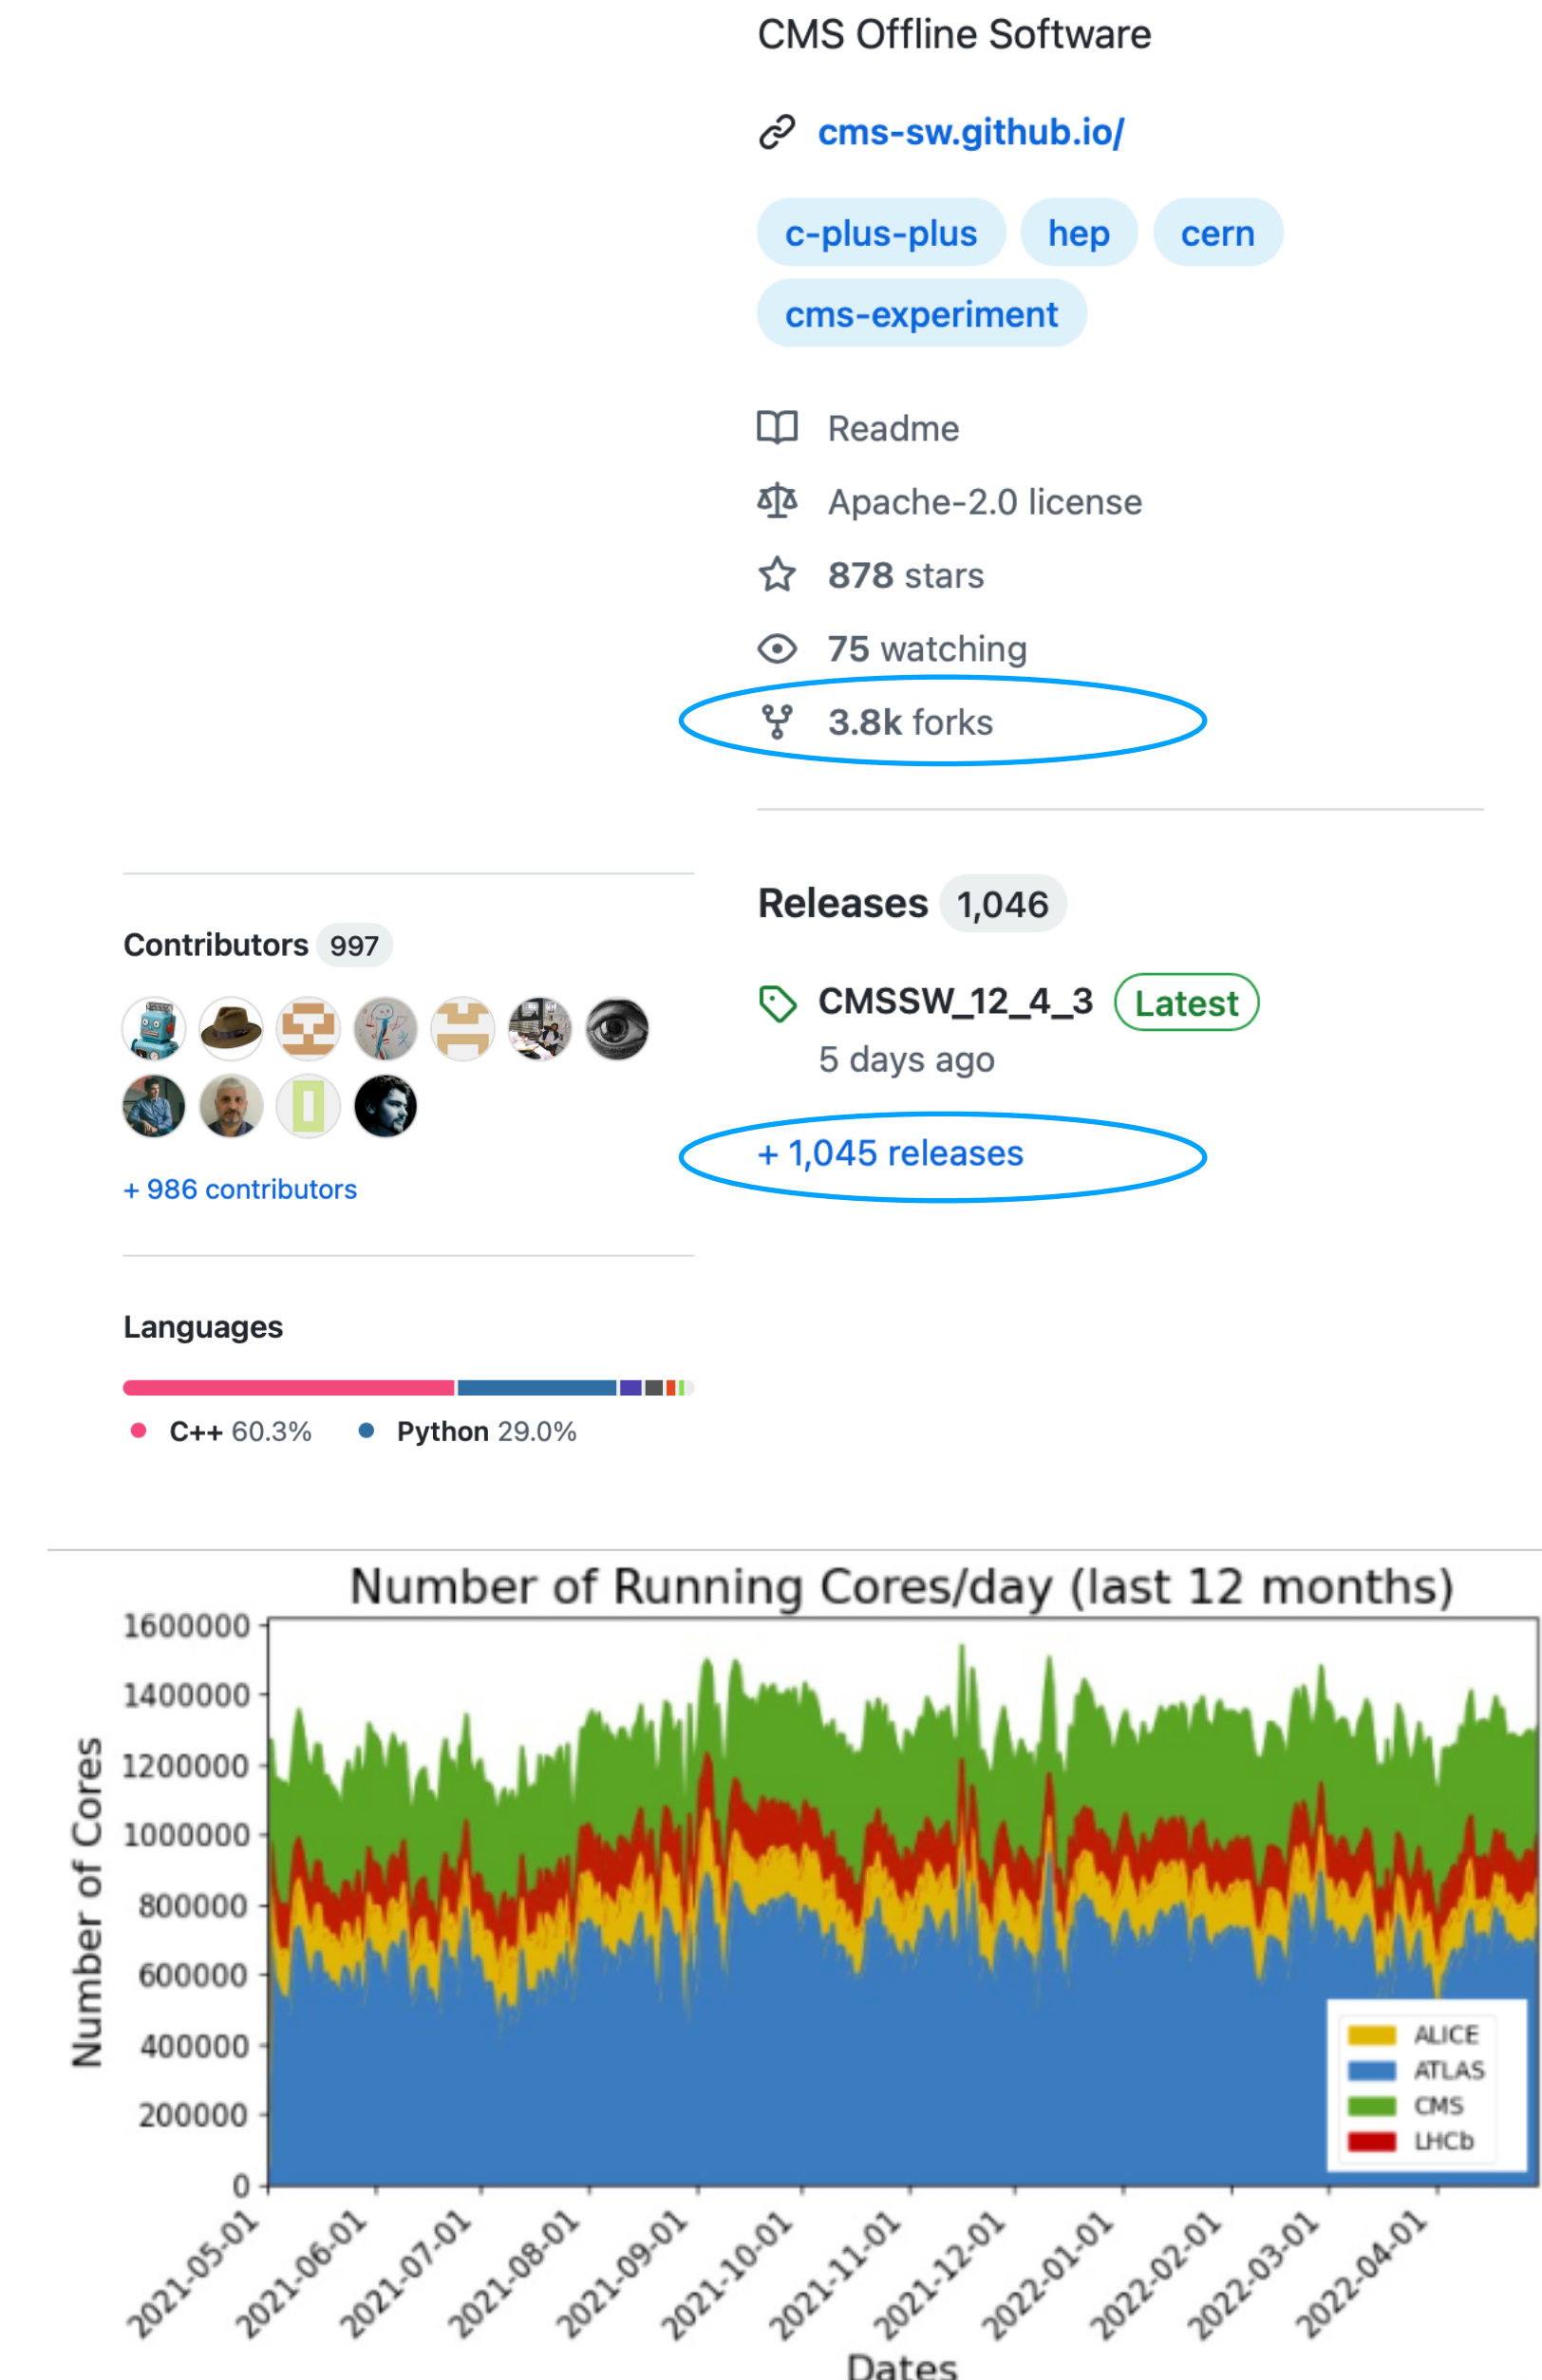 CMS Offline Software
cms-sw.github.io/
c-plus-plus hep cern
cms-experiment
Readme
Apache-2.0 license
878 stars
75 watching
3.8k forks
Releases 1,046
CMSSW_12_4_3 Latest
5 days ago
+ 1,045 releases
Contributors 997
+ 986 contributors
Languages
C++ 60.3% Python 29.0%
Number of Running Cores/day (last 12 months)
Number of Cores
1600000
1400000
1200000
1000000
800000
600000
400000
200000
0
ALICE
ATLAS
CMS
LHCb
2021-05-01
2021-06-01
2021-07-01
2021-08-01
2021-09-01
2021-10-01
2021-11-01
2021-12-01
2022-01-01
2022-02-01
2022-03-01
2022-04-01
Dates